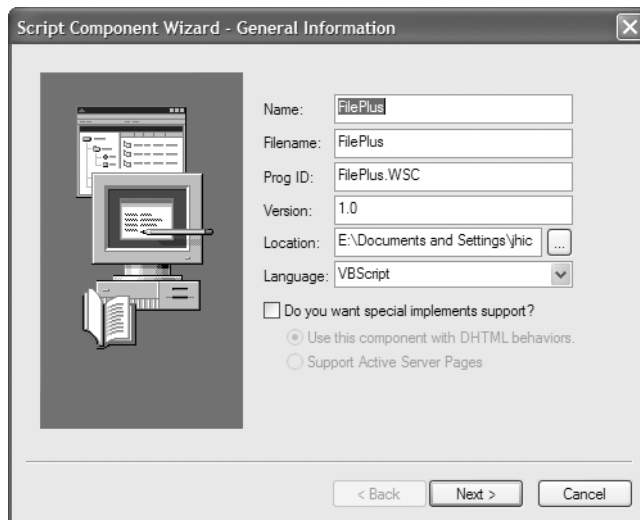 Script Component Wizard - General Information
Name: FilePlus
Filename: FilePlus
Prog ID: FilePlus.WSC
Version: 1.0
Location: E:\Documents and Settings\jhic ...
Language: VBScript
Do you want special implements support?
Use this component with DHTML behaviors.
Support Active Server Pages
< Back Next > Cancel